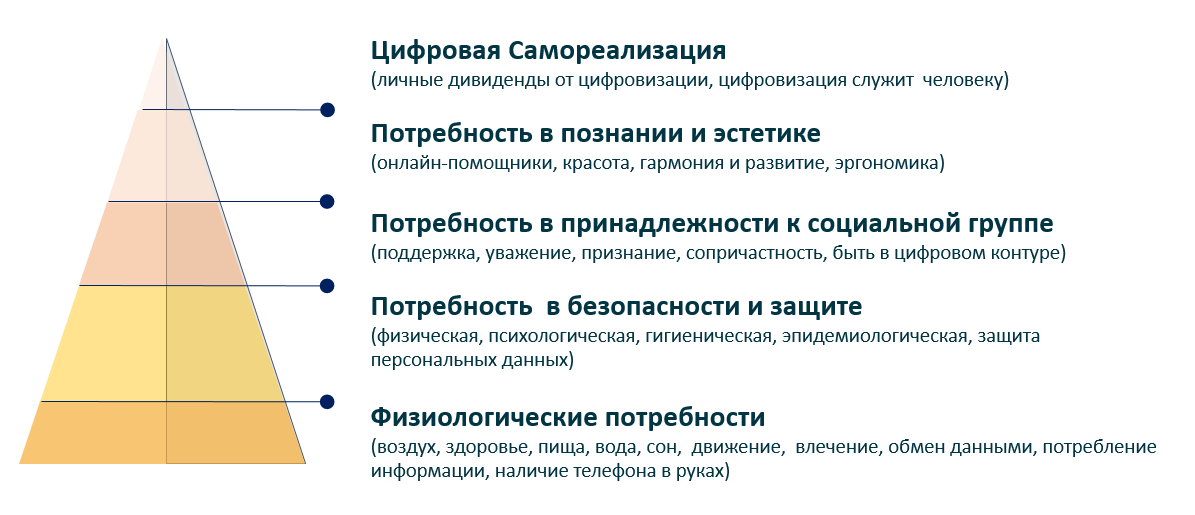 Цифровая Самореализация
(личные дивиденды от цифровизации, цифровизация служит человеку)
Потребность в познании и эстетике
(онлайн-помощники, красота, гармония и развитие, эргономика)
Потребность в принадлежности к социальной группе
(поддержка, уважение, признание, сопричастность, быть в цифровом контуре)
Потребность в безопасности и защите
(физическая, психологическая, гигиеническая, эпидемиологическая, защита
персональных данных)
Физиологические потребности
(воздух, здоровье, пища, вода, сон, движение, влечение, обмен данными, потребление
информации, наличие телефона в руках)